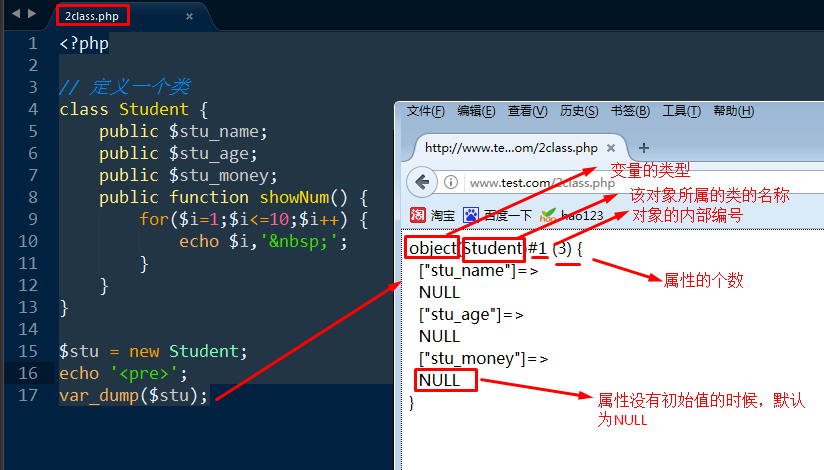 2class.php
1 <?php
2
3 // 定义一个类
4 class Student {
5 public $stu_name;
6 public $stu_age;
7 public $stu_money;
8 public function showNum() {
9 for($i=1;$i<=10;$i++) {
10 echo $i,'&nbsp;';
11 }
12 }
13 }
14
15 $stu = new Student;
16 echo '<pre>';
17 var_dump($stu);
文件(F) 编辑(E) 查看(V) 历史(S) 书签(B) 工具(T) 帮助(H)
http://www.te...om/2class.php
变量的类型
www.test.com/2class.php
该对象所属的类的名称
淘 淘宝 百度一下 hao hao123
对象的内部编号
object(Student)#1 (3) {
["stu_name"]=>
属性的个数
NULL
["stu_age"]=>
NULL
["stu_money"]=>
NULL
属性没有初始值的时候，默认
为NULL
}